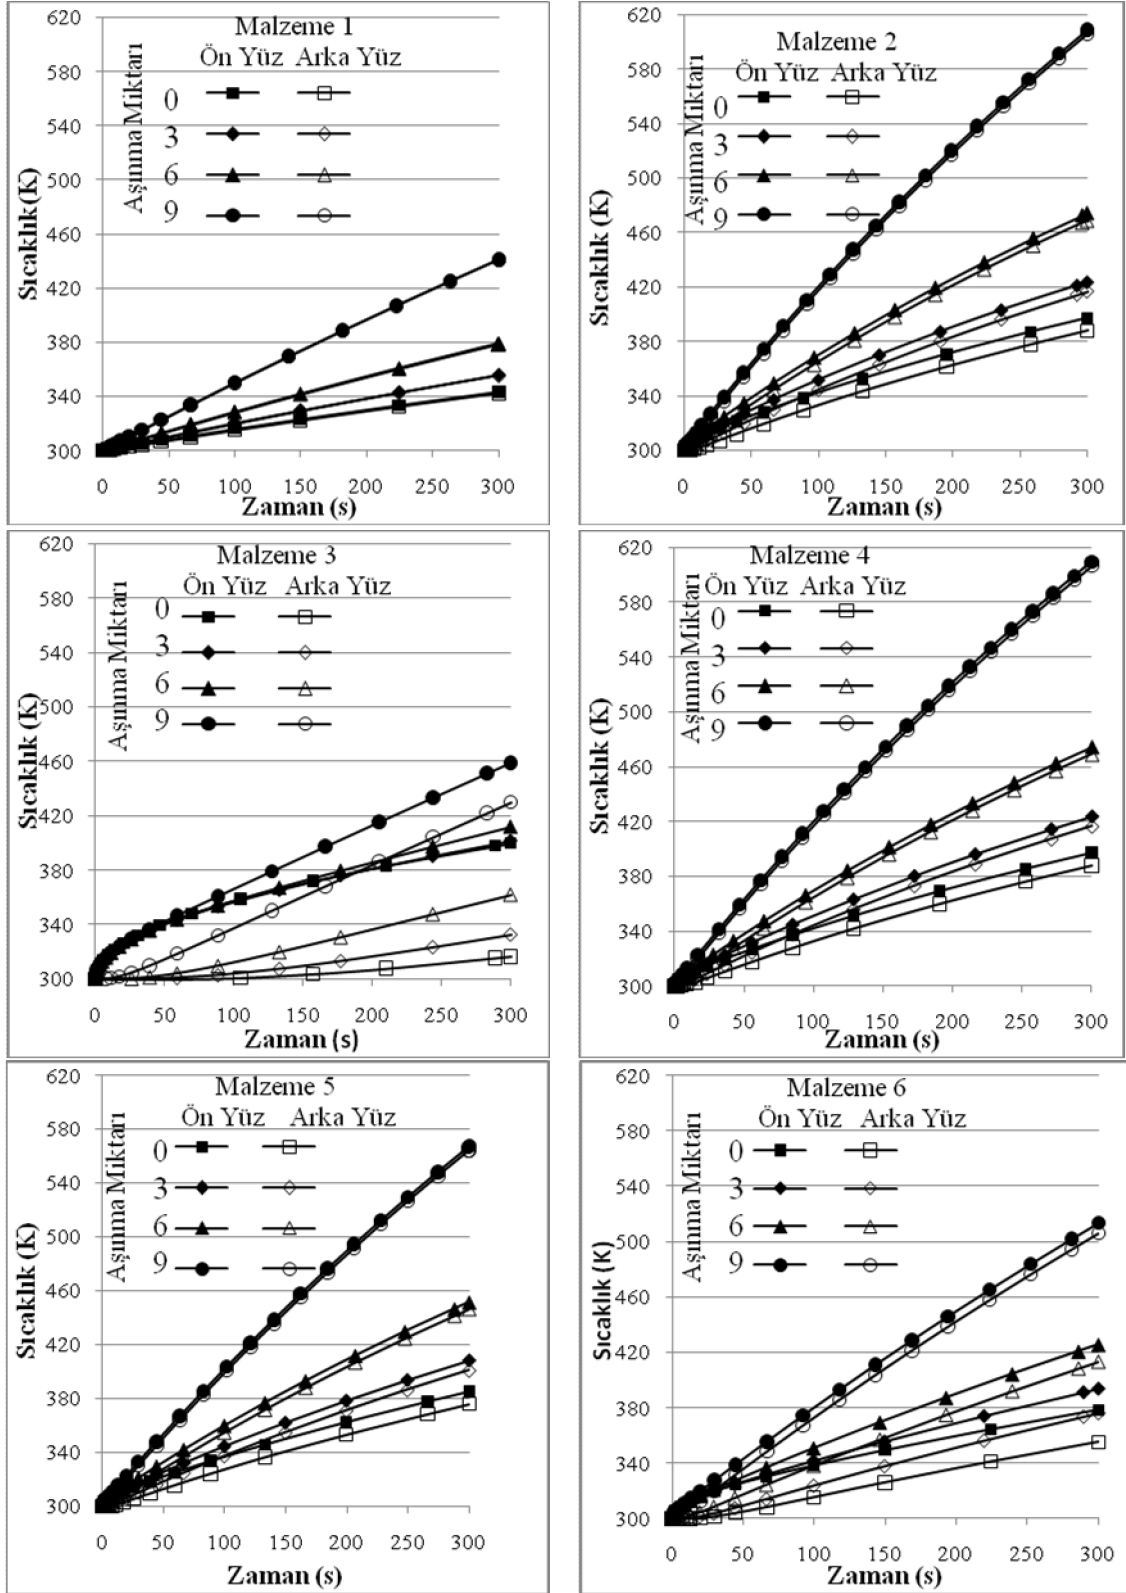 Malzeme 1
Ön Yüz Arka Yüz
Aşınma Miktarı
0
3
6
9
Sıcaklık(K)
620
580
540
500
460
420
380
340
300
0 50 100 150 200 250 300
Zaman (s)
Malzeme 2
Ön Yüz Arka Yüz
Aşınma Miktarı
0
3
6
9
Sıcaklık (K)
620
580
540
500
460
420
380
340
300
0 50 100 150 200 250 300
Zaman (s)
Malzeme 3
Ön Yüz Arka Yüz
Aşınma Miktarı
0
3
6
9
Sıcaklık (K)
620
580
540
500
460
420
380
340
300
0 50 100 150 200 250 300
Zaman (s)
Malzeme 4
Ön Yüz Arka Yüz
Aşınma Miktarı
0
3
6
9
Sıcaklık (K)
620
580
540
500
460
420
380
340
300
0 50 100 150 200 250 300
Zaman (s)
Malzeme 5
Ön Yüz Arka Yüz
Aşınma Miktarı
0
3
6
9
Sıcaklık (K)
620
580
540
500
460
420
380
340
300
0 50 100 150 200 250 300
Zaman (s)
Malzeme 6
Ön Yüz Arka Yüz
Aşınma Miktarı
0
3
6
9
Sıcaklık (K)
620
580
540
500
460
420
380
340
300
0 50 100 150 200 250 300
Zaman (s)